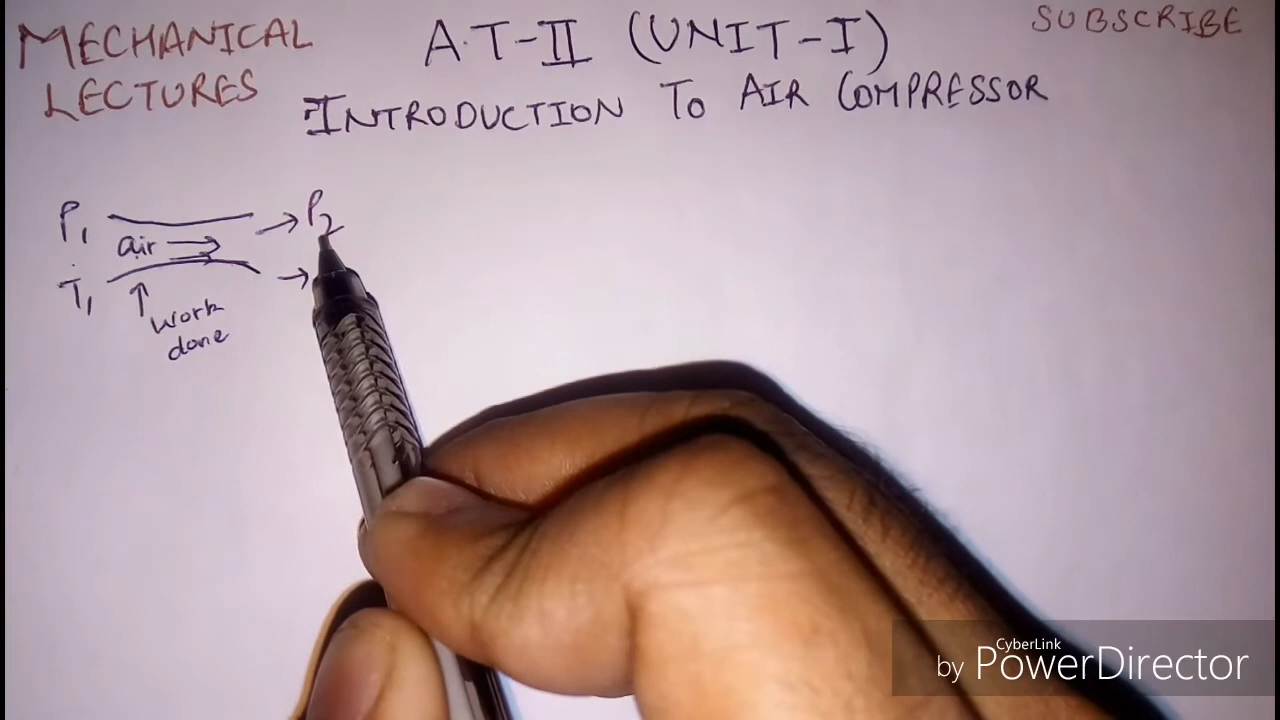 MECHANICAL
LECTURES
A.T-II (UNIT-I)
INTRODUCTION TO AIR COMPRESSOR
SUBSCRIBE
P₁
air
T₁
work
done
P₂
by CyberLink PowerDirector